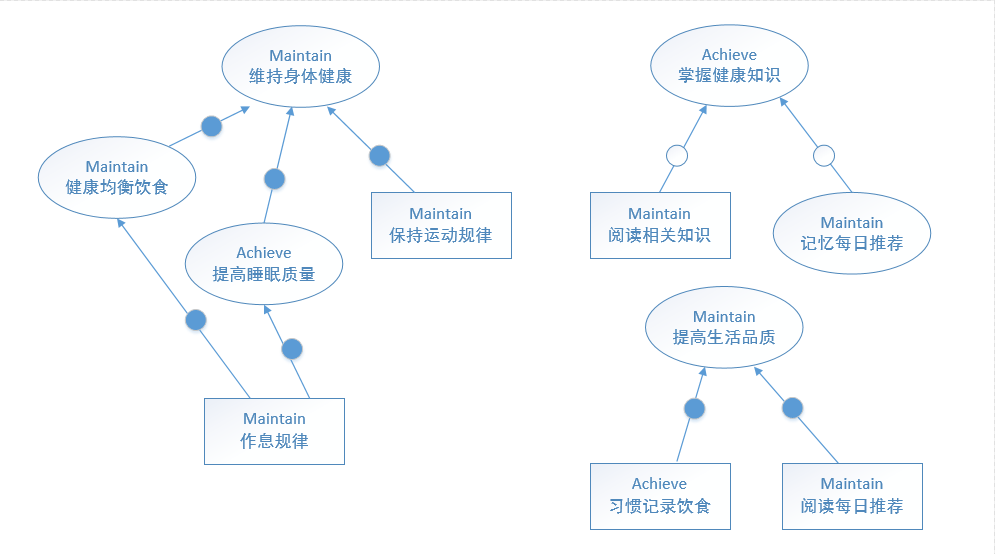 Maintain
维持身体健康
Maintain
健康均衡饮食
Achieve
提高睡眠质量
Maintain
保持运动规律
Maintain
作息规律
Achieve
掌握健康知识
Maintain
阅读相关知识
Maintain
记忆每日推荐
Maintain
提高生活品质
Achieve
习惯记录饮食
Maintain
阅读每日推荐